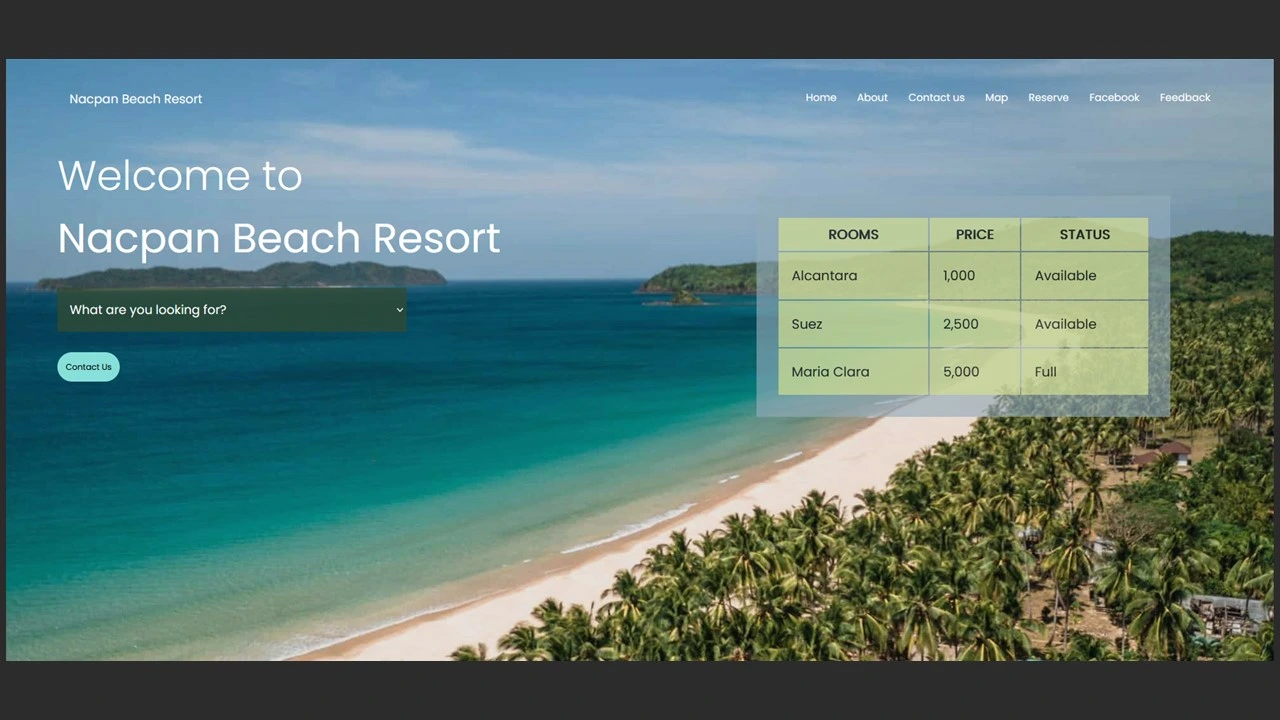 Nacpan Beach Resort
Home About Contact us Map Reserve Facebook Feedback
Welcome to
Nacpan Beach Resort
What are you looking for?
Contact Us
ROOMS PRICE STATUS
Alcantara 1,000 Available
Suez 2,500 Available
Maria Clara 5,000 Full